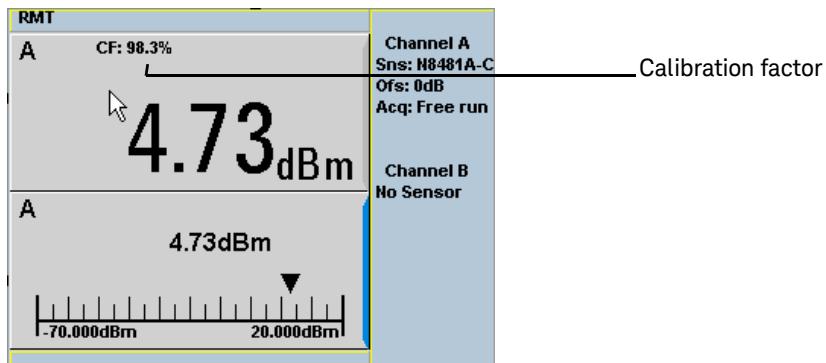 RMT
A
CF: 98.3%
4.73dBm
A
4.73dBm
-70.000dBm
20.000dBm
Channel A
Sns: N8481A-C
Ofs: 0dB
Acq: Free run
Channel B
No Sensor
Calibration factor